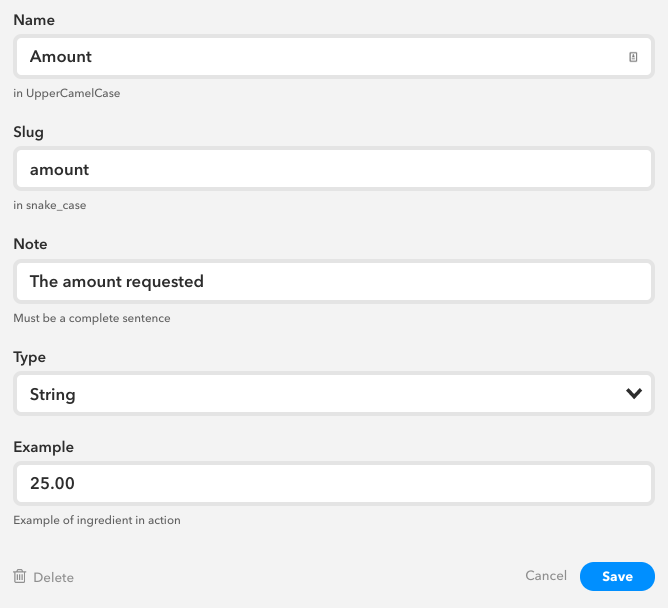 Name
Amount
in UpperCamelCase
Slug
amount
in snake_case
Note
The amount requested
Must be a complete sentence
Type
String
Example
25.00
Example of ingredient in action
Delete
Cancel
Save